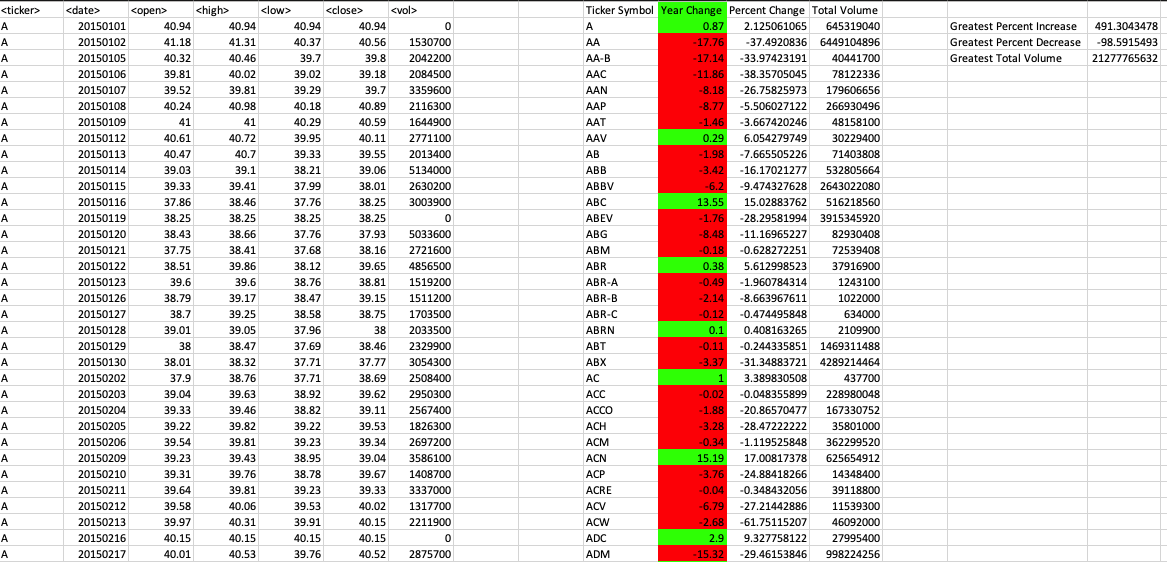 <ticker> <date> <open> <high> <low> <close> <vol> Ticker Symbol Year Change Percent Change Total Volume
A 20150101 40.94 40.94 40.94 40.94 0 A 0.87 2.125061065 645319040 Greatest Percent Increase 491.3043478
A 20150102 41.18 41.31 40.37 40.56 1530700 AA -17.76 -37.4920836 6449104896 Greatest Percent Decrease -98.5915493
A 20150105 40.32 40.46 39.7 39.8 2042200 AA-B -17.14 -33.97423191 40441700 Greatest Total Volume 21277765632
A 20150106 39.81 40.02 39.02 39.18 2084500 AAC -11.86 -38.35705045 78122336
A 20150107 39.52 39.81 39.29 39.7 3359600 AAN -8.18 -26.75825973 179606656
A 20150108 40.24 40.98 40.18 40.89 2116300 AAP -8.77 -5.506027122 266930496
A 20150109 41 41 40.29 40.59 1644900 AAT -1.46 -3.667420246 48158100
A 20150112 40.61 40.72 39.95 40.11 2771100 AAV 0.29 6.054279749 30229400
A 20150113 40.47 40.7 39.33 39.55 2013400 AB -1.98 -7.665505226 71403808
A 20150114 39.03 39.1 38.21 39.06 5134000 ABB -3.42 -16.17021277 532805664
A 20150115 39.33 39.41 37.99 38.01 2630200 ABBV -6.2 -9.474327628 2643022080
A 20150116 37.86 38.46 37.76 38.25 3003900 ABC 13.55 15.02883762 516218560
A 20150119 38.25 38.25 38.25 38.25 0 ABEV -1.76 -28.29581994 3915345920
A 20150120 38.43 38.66 37.76 37.93 5033600 ABG -8.48 -11.16965227 82930408
A 20150121 37.75 38.41 37.68 38.16 2721600 ABM -0.18 -0.628272251 72539408
A 20150122 38.51 39.86 38.12 39.65 4856500 ABR 0.38 5.612998523 37916900
A 20150123 39.6 39.6 38.76 38.81 1519200 ABR-A -0.49 -1.960784314 1243100
A 20150126 38.79 39.17 38.47 39.15 1511200 ABR-B -2.14 -8.663967611 1022000
A 20150127 38.7 39.25 38.58 38.75 1703500 ABR-C -0.12 -0.474495848 634000
A 20150128 39.01 39.05 37.96 38 2033500 ABRN 0.1 0.408163265 2109900
A 20150129 38 38.47 37.69 38.46 2329900 ABT -0.11 -0.244335851 1469311488
A 20150130 38.01 38.32 37.71 37.77 3054300 ABX -3.37 -31.34883721 4289214464
A 20150202 37.9 38.76 37.71 38.69 2508400 AC 1 3.389830508 437700
A 20150203 39.04 39.63 38.92 39.62 2950300 ACC -0.02 -0.048355899 228980048
A 20150204 39.33 39.46 38.82 39.11 2567400 ACCO -1.88 -20.86570477 167330752
A 20150205 39.22 39.82 39.22 39.53 1826300 ACH -3.28 -28.47222222 35801000
A 20150206 39.54 39.81 39.23 39.34 2697200 ACM -0.34 -1.119525848 362299520
A 20150209 39.23 39.43 38.95 39.04 3586100 ACN 15.19 17.00817378 625654912
A 20150210 39.31 39.76 38.78 39.67 1408700 ACP -3.76 -24.88418266 14348400
A 20150211 39.64 39.81 39.23 39.33 3337000 ACRE -0.04 -0.348432056 39118800
A 20150212 39.58 40.06 39.53 40.02 1317700 ACV -6.79 -27.21442886 11539300
A 20150213 39.97 40.31 39.91 40.15 2211900 ACW -2.68 -61.75115207 46092000
A 20150216 40.15 40.15 40.15 40.15 0 ADC 2.9 9.327758122 27995400
A 20150217 40.01 40.53 39.76 40.52 2875700 ADM -15.32 -29.46153846 998224256